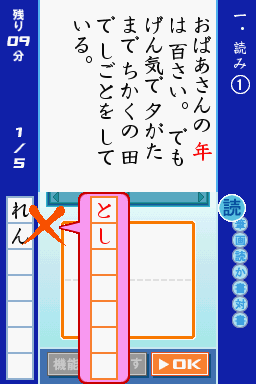 一・読み①
おばあさんの 年
は 百さい。 でも
げん気で 夕がた
まで ちかくの 田
で しごとを して
いる。
残り
09
分
1/5
読
書
画
読
か
書
対
書
とし
れん
機能
す
▶OK